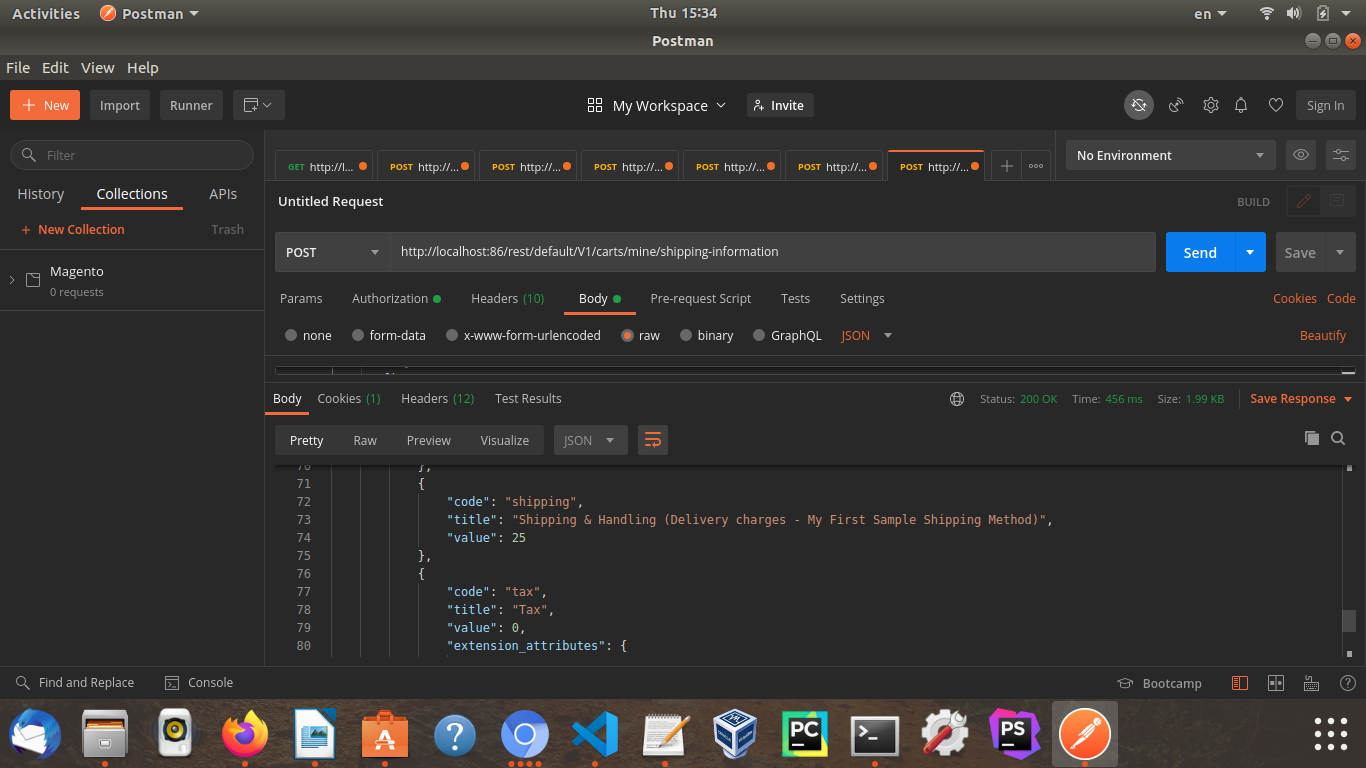 Activities Postman Thu 15:34 en
Postman
File Edit View Help
New Import Runner My Workspace Invite Sign In
Filter
GET http://l... POST http://... POST http://... POST http://... POST http://... POST http://... POST http://... No Environment
History Collections APIs
Untitled Request BUILD
+ New Collection Trash
POST http://localhost:86/rest/default/V1/carts/mine/shipping-information Send Save
Magento
0 requests
Params Authorization Headers (10) Body Pre-request Script Tests Settings Cookies Code
none form-data x-www-form-urlencoded raw binary GraphQL JSON Beautify
Body Cookies (1) Headers (12) Test Results Status: 200 OK Time: 456 ms Size: 1.99 KB Save Response
Pretty Raw Preview Visualize JSON
70 },
71 {
72 "code": "shipping",
73 "title": "Shipping & Handling (Delivery charges - My First Sample Shipping Method)",
74 "value": 25
75 },
76 {
77 "code": "tax",
78 "title": "Tax",
79 "value": 0,
80 "extension_attributes": {
Find and Replace Console Bootcamp
A ? PC PS